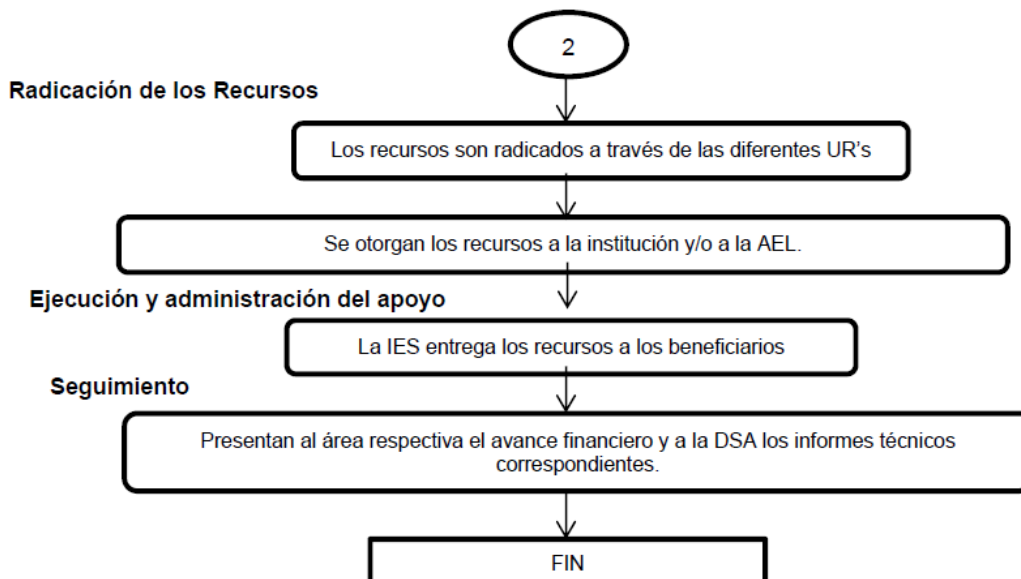 2
Radicación de los Recursos
Los recursos son radicados a través de las diferentes UR's
Se otorgan los recursos a la institución y/o a la AEL.
Ejecución y administración del apoyo
La IES entrega los recursos a los beneficiarios
Seguimiento
Presentan al área respectiva el avance financiero y a la DSA los informes técnicos
correspondientes.
FIN